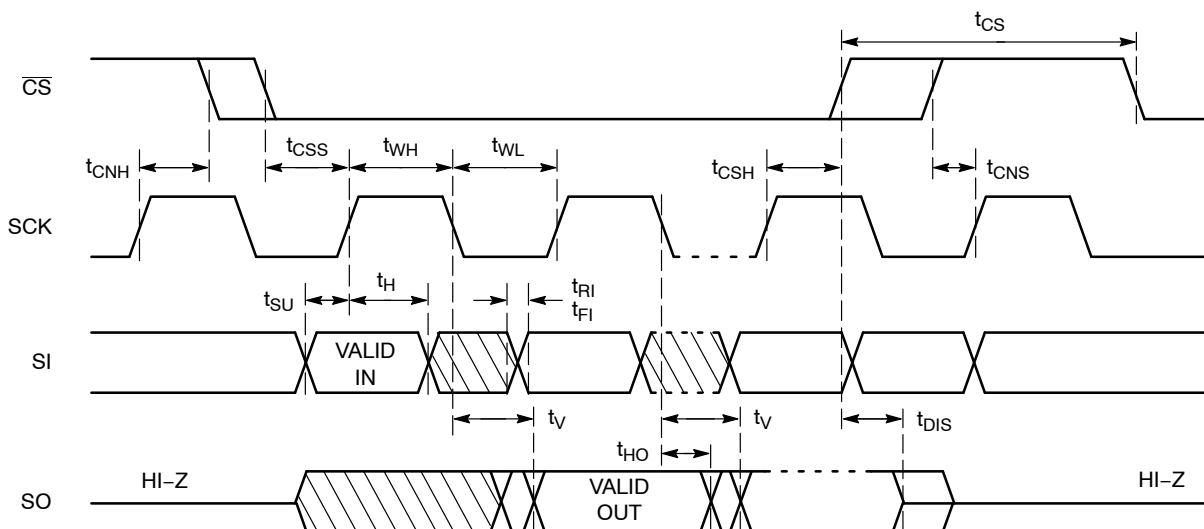 tCS
CS
tCNH
tCSS
tWH
tWL
tCSH
tCNS
SCK
tSU
tH
tRI
tFI
SI
VALID
IN
tV
tV
tDIS
tHO
HI–Z
HI–Z
SO
VALID
OUT